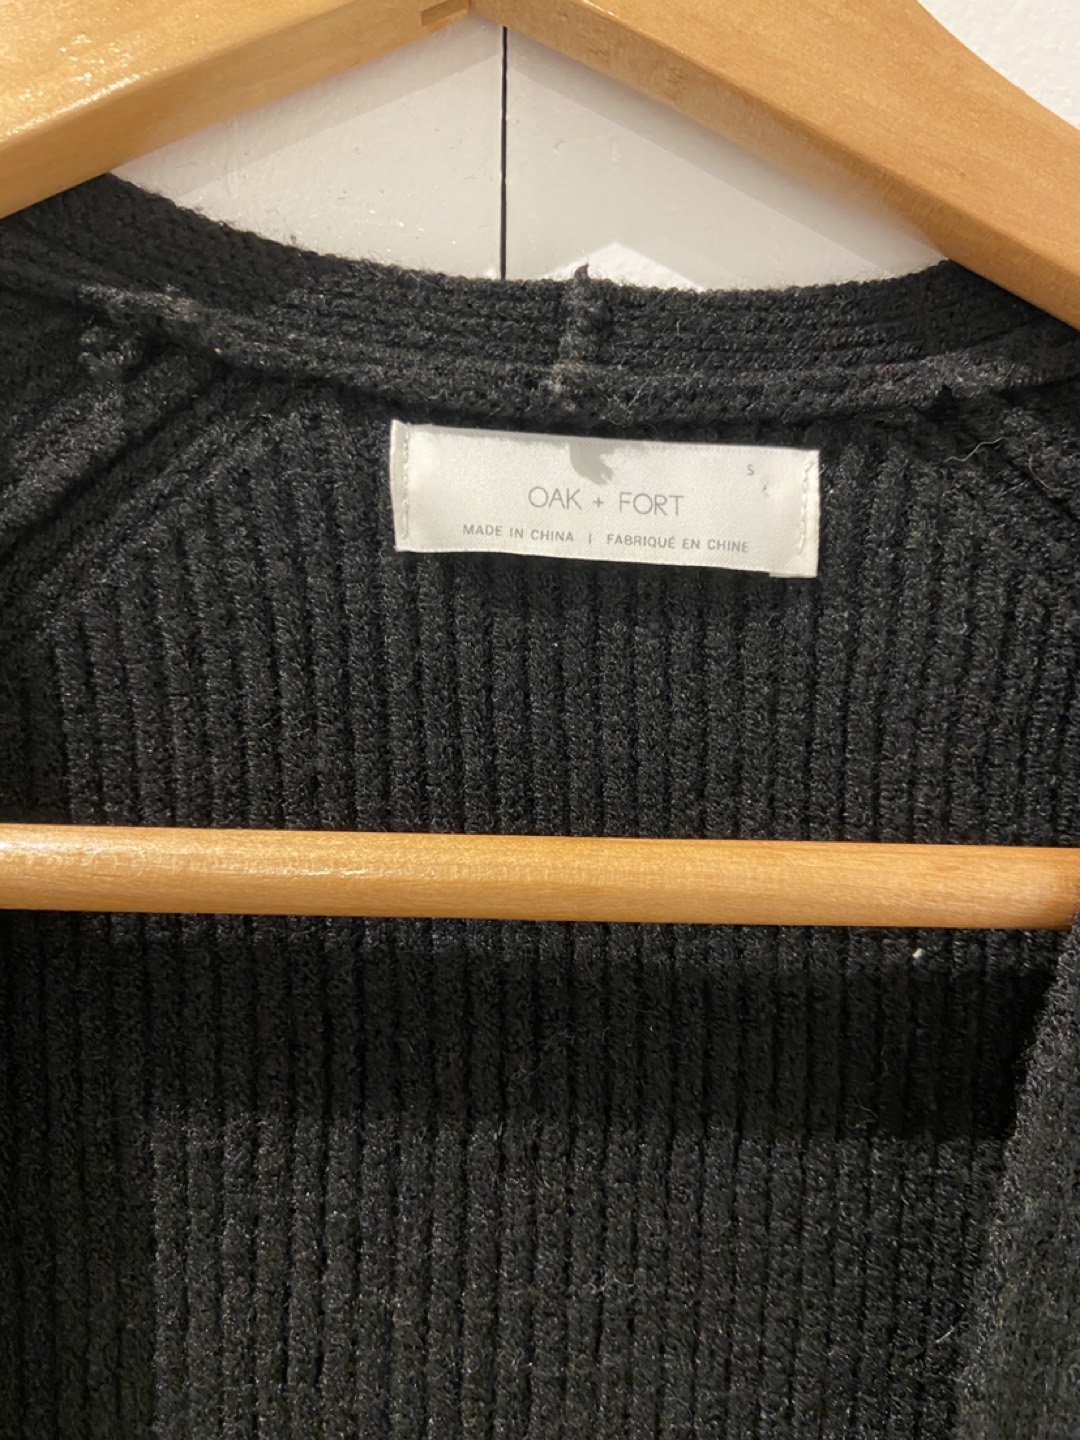 S
OAK + FORT
MADE IN CHINA | FABRIQUÉ EN CHINE